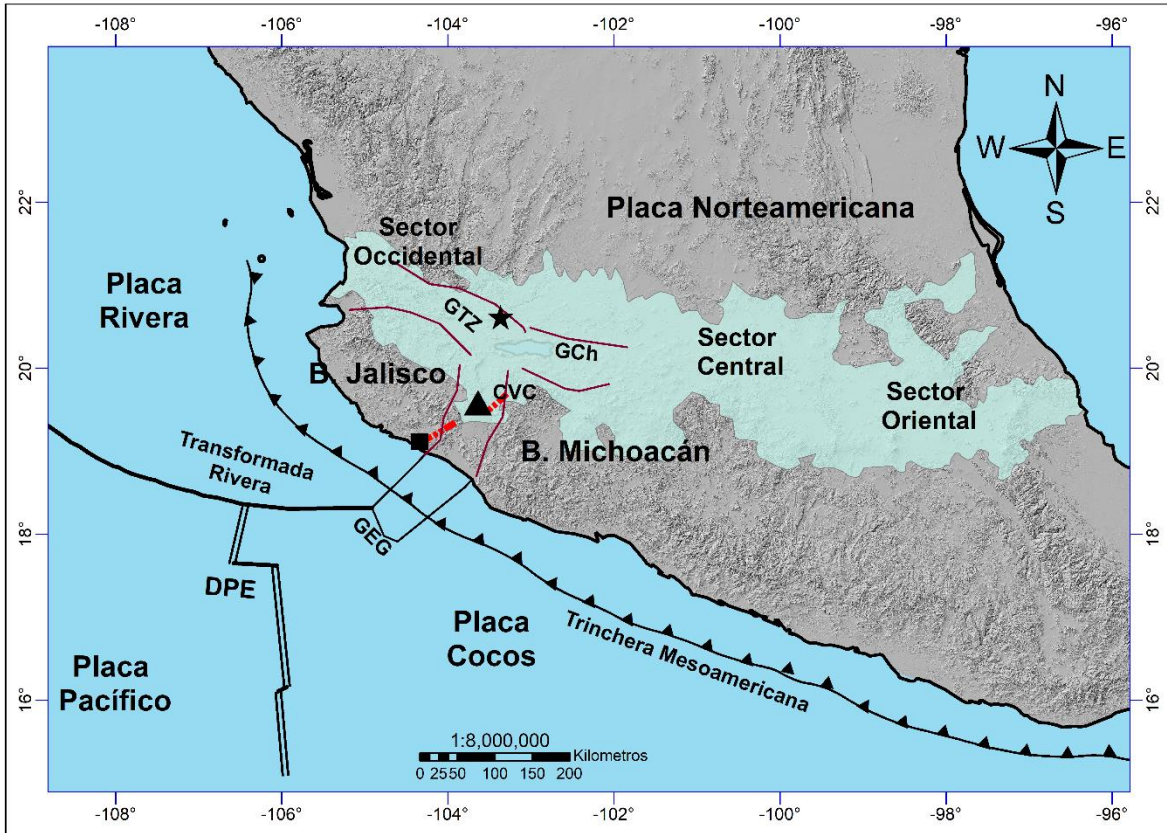 -108°
-106°
-104°
-102°
-100°
-98°
-96°
N
W
E
S
22°
22°
Placa Norteamericana
Sector
Occidental
Placa
Rivera
GTZ
GCh
Sector
Central
20°
20°
B. Jalisco
CVC
Sector
Oriental
B. Michoacán
Transformada
Rivera
GEG
18°
18°
DPE
Placa
Cocos
Trinchera Mesoamericana
Placa
Pacífico
16°
16°
1:8,000,000
Kilometros
0 2550 100 150 200
-108°
-106°
-104°
-102°
-100°
-98°
-96°